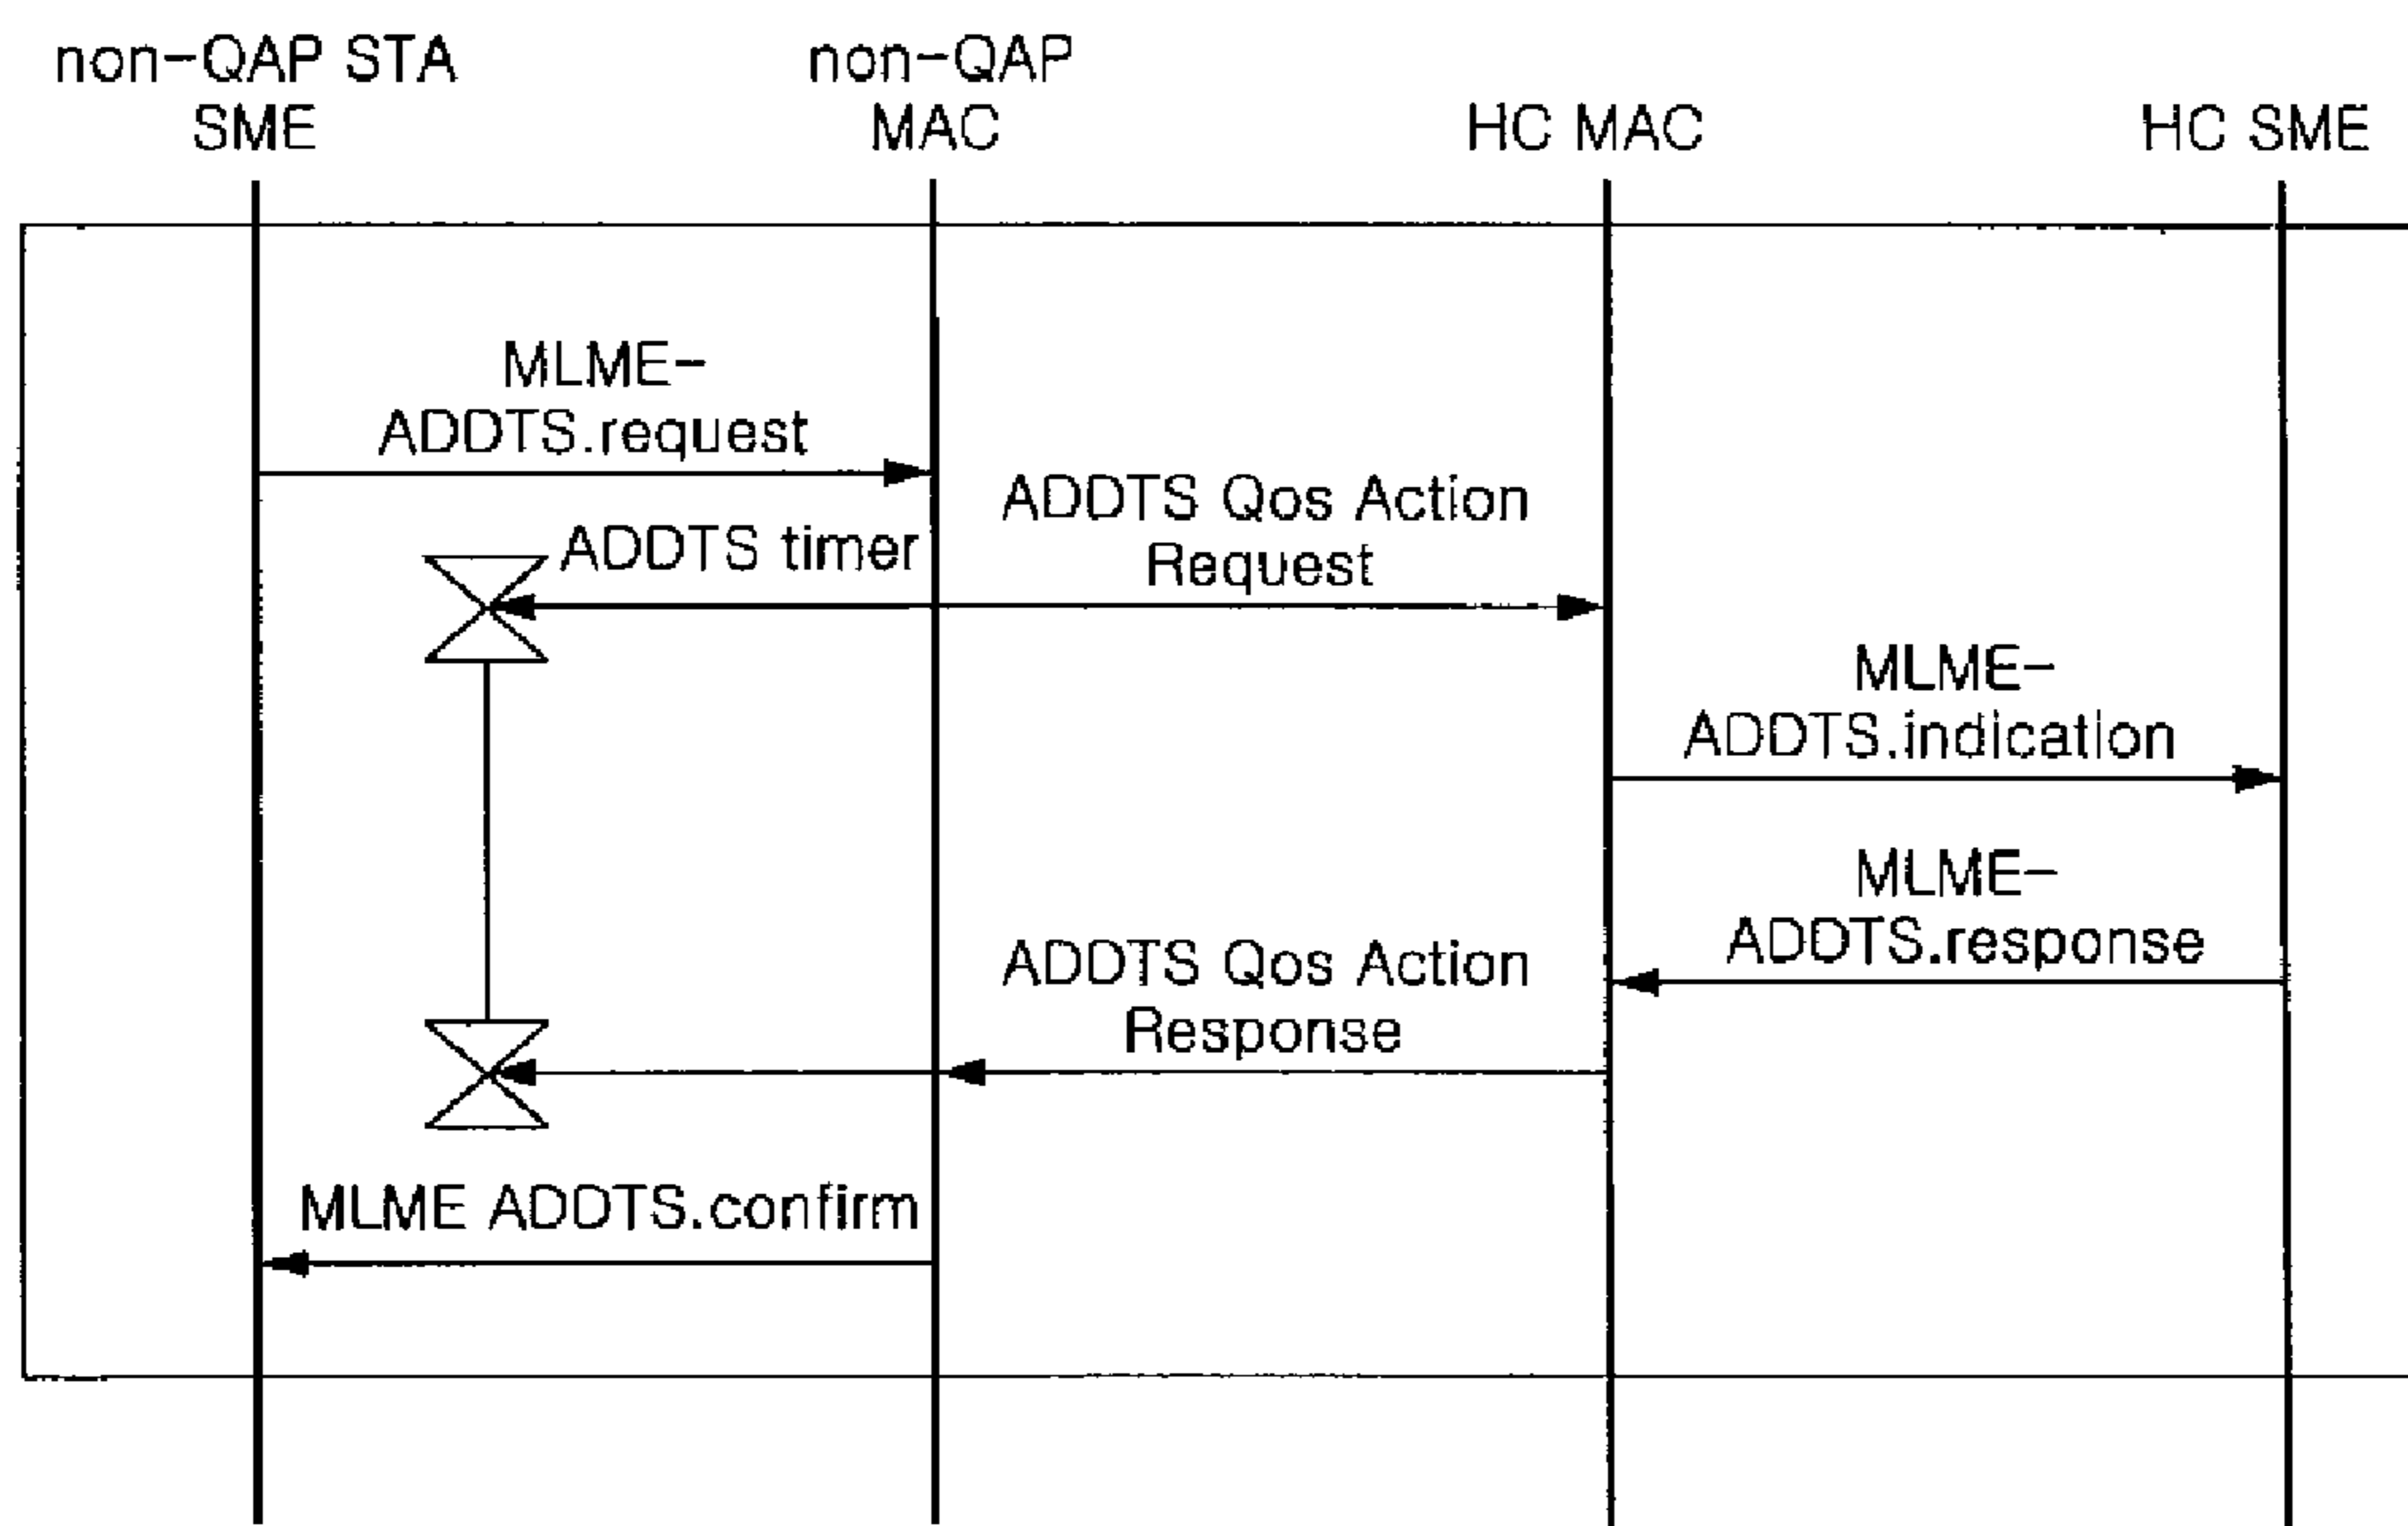 non-QAP STA
SME
non-QAP
MAC
HC MAC
HC SME
MLME-
ADDTS.request
ADDTS timer
ADDTS Qos Action
Request
MLME-
ADDTS.indication
MLME-
ADDTS.response
ADDTS Qos Action
Response
MLME ADDTS.confirm